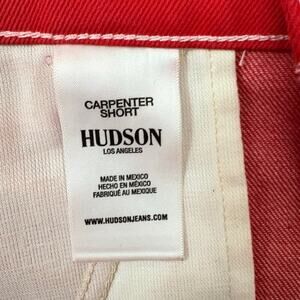 CARPENTER
SHORT
HUDSON
LOS ANGELES
MADE IN MEXICO
HECHO EN MÉXICO
FABRIQUÉ AU MEXIQUE
WWW.HUDSONJEANS.COM